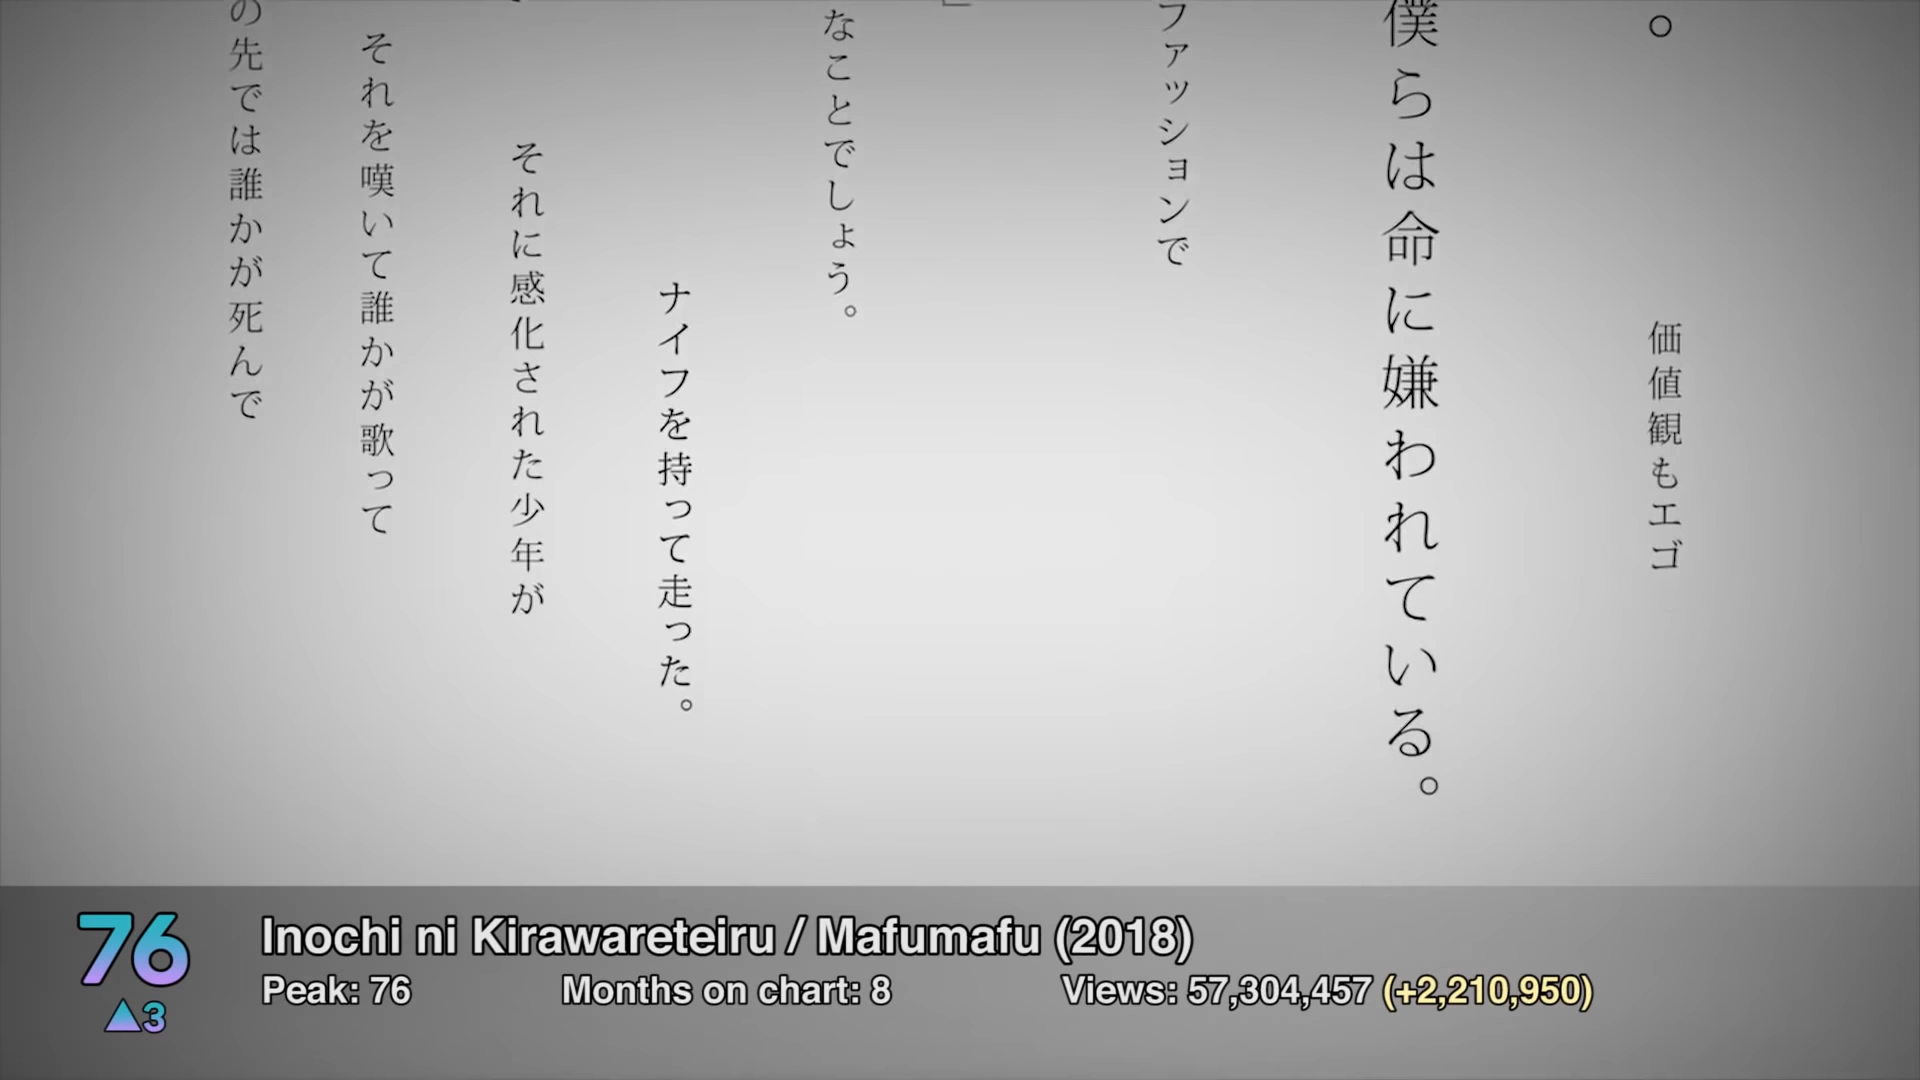 。
価値観もエゴ
僕らは命に嫌われている。
ファッションで
」
なことでしょう。
ナイフを持って走った。
それに感化された少年が
それを嘆いて誰かが歌って
の先では誰かが死んで
76
▲3
Inochi ni Kirawareteiru / Mafumafu (2018)
Peak: 76
Months on chart: 8
Views: 57,304,457 (+2,210,950)